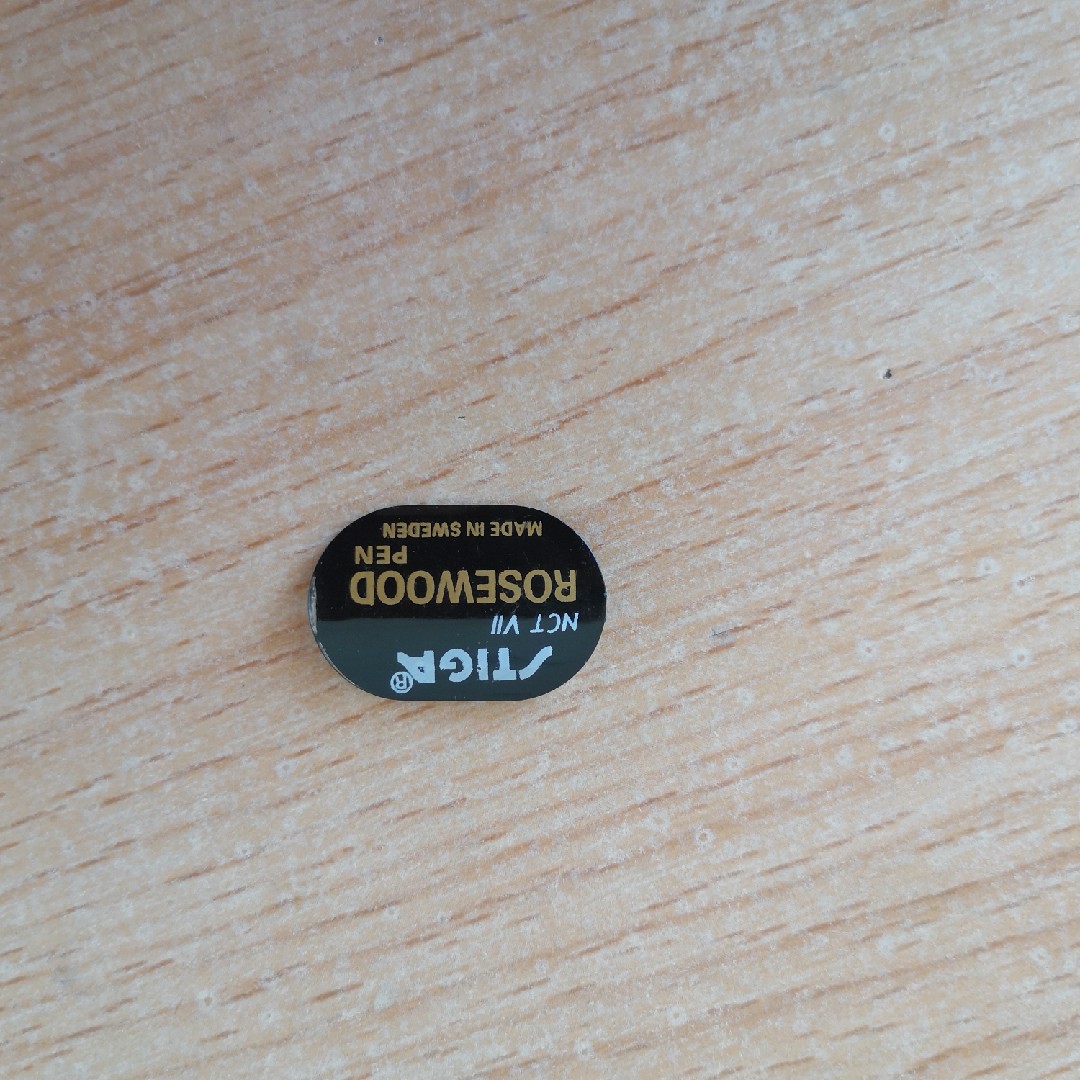 STIGA®
NCT VII
ROSEWOOD
PEN
MADE IN SWEDEN